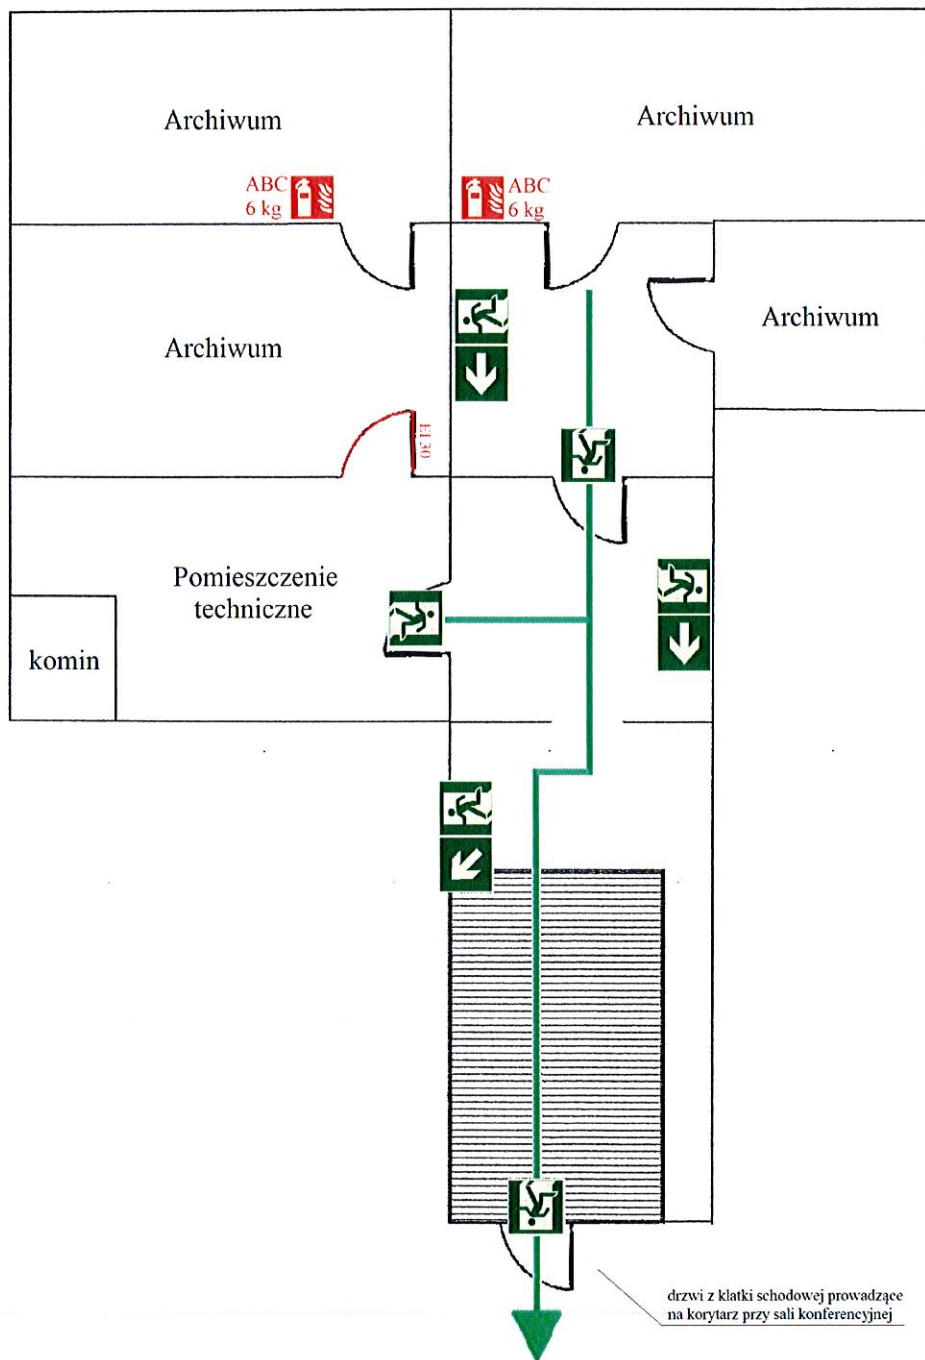 Archiwum
Archiwum
ABC
6 kg
ABC
6 kg
Archiwum
Archiwum
EI 30
Pomieszczenie
techniczne
komin
drzwi z klatki schodowej prowadzące
na korytarz przy sali konferencyjnej